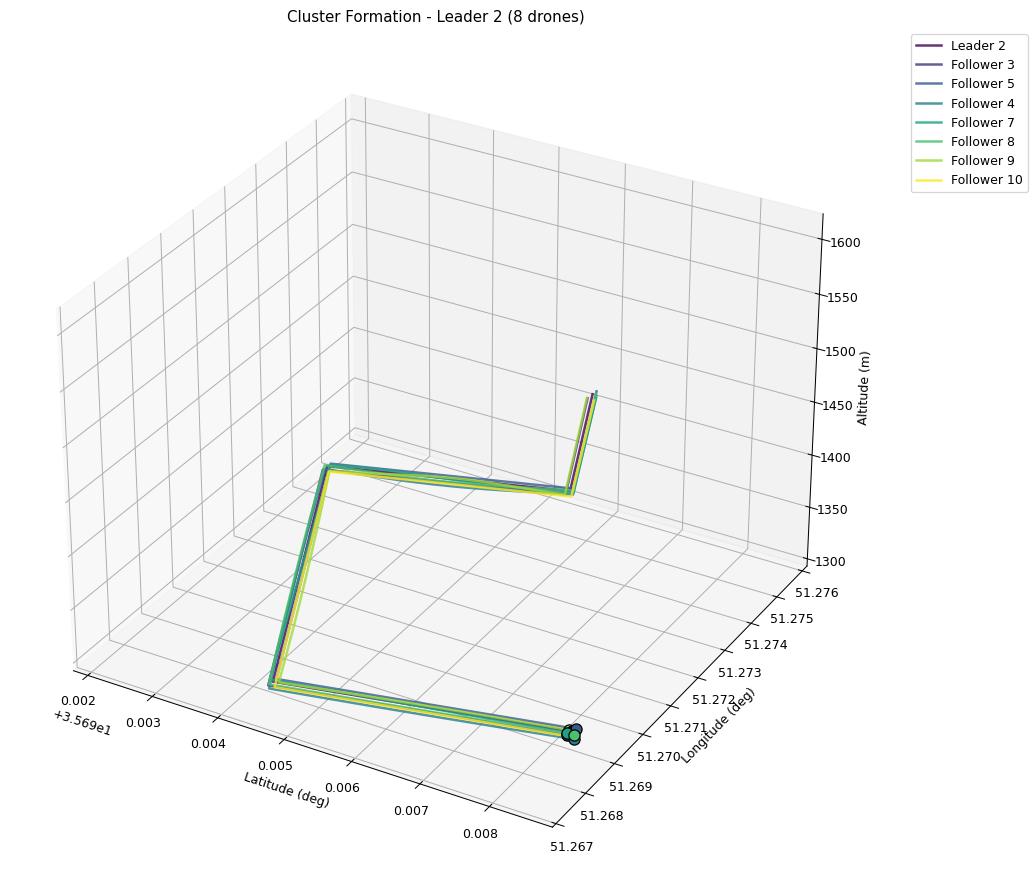 Cluster Formation - Leader 2 (8 drones)
Leader 2
Follower 3
Follower 5
Follower 4
Follower 7
Follower 8
Follower 9
Follower 10
1600
1550
1500
1450
1400
1350
1300
Altitude (m)
51.276
51.275
51.274
51.273
51.272
51.271
51.270
51.269
51.268
51.267
Longitude (deg)
0.002
0.003
0.004
0.005
0.006
0.007
0.008
+3.569e1
Latitude (deg)